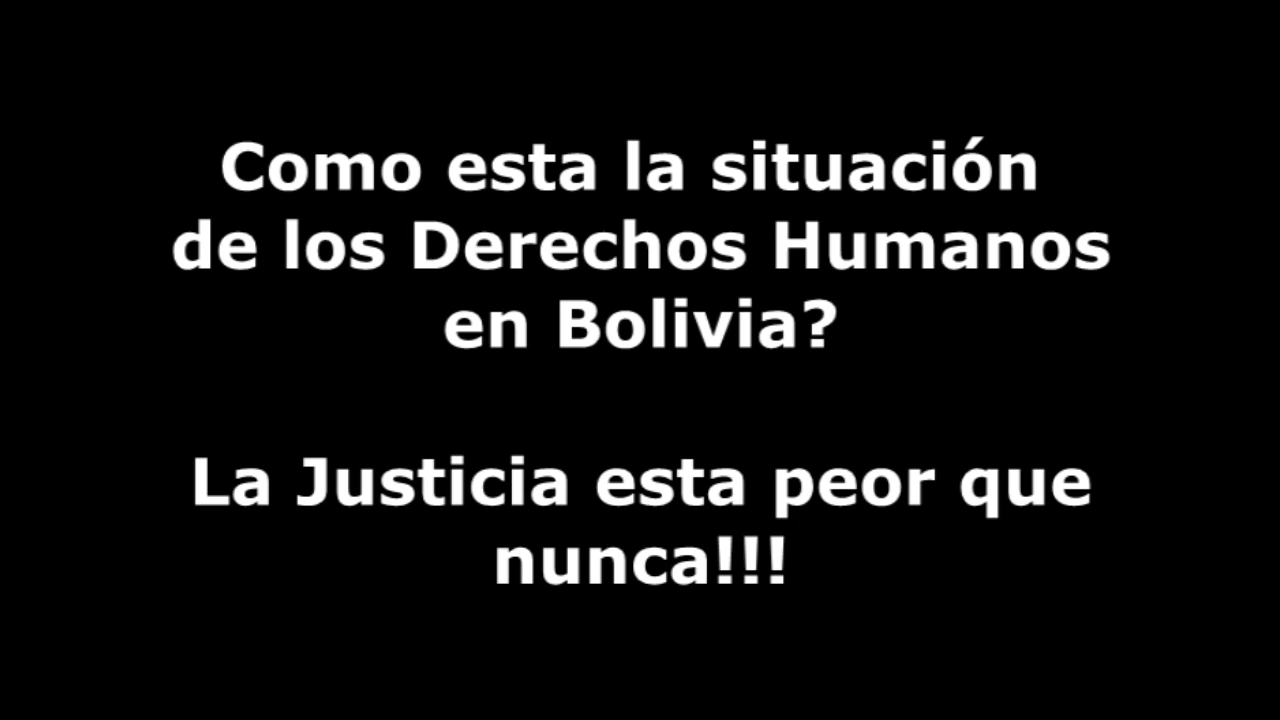 Como esta la situación
de los Derechos Humanos
en Bolivia?
La Justicia esta peor que
nunca!!!